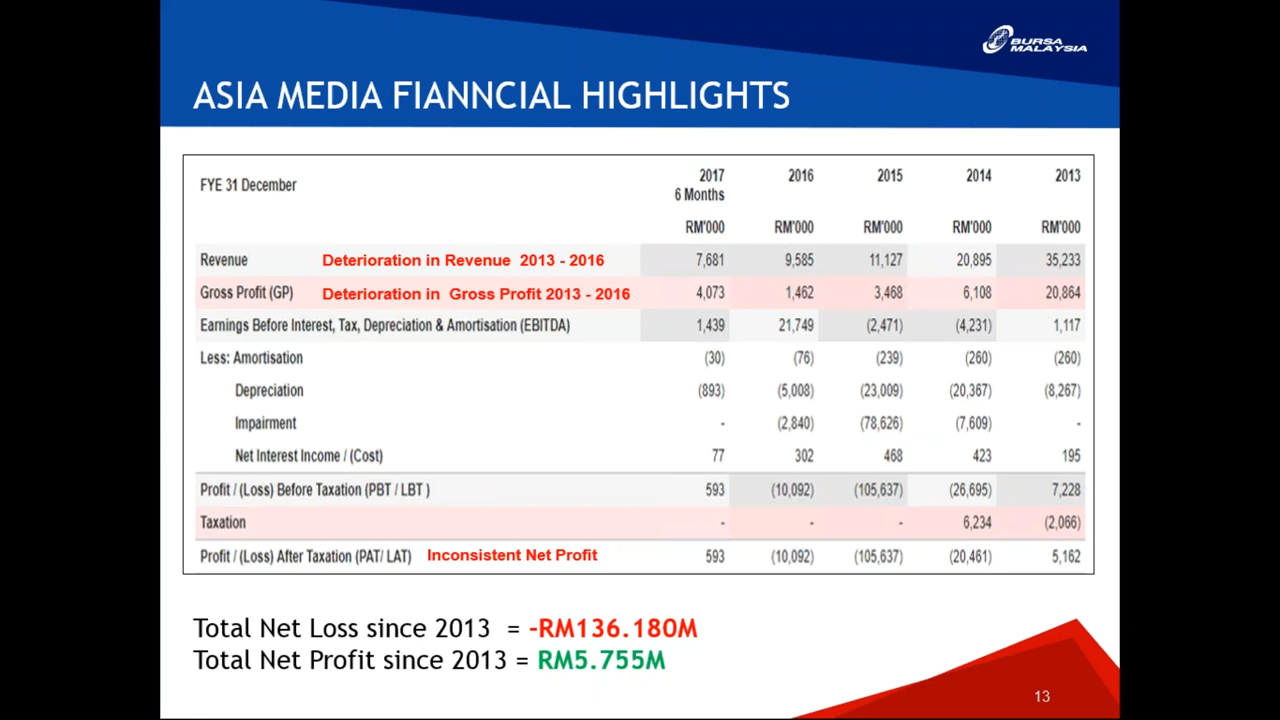 BURSA
MALAYSIA
ASIA MEDIA FIANNCIAL HIGHLIGHTS
FYE 31 December 2017 2016 2015 2014 2013
6 Months
RM'000 RM'000 RM'000 RM'000 RM'000
Revenue Deterioration in Revenue 2013 - 2016 7,681 9,585 11,127 20,895 35,233
Gross Profit (GP) Deterioration in Gross Profit 2013 - 2016 4,073 1,462 3,468 6,108 20,864
Earnings Before Interest, Tax, Depreciation & Amortisation (EBITDA) 1,439 21,749 (2,471) (4,231) 1,117
Less: Amortisation (30) (76) (239) (260) (260)
Depreciation (893) (5,008) (23,009) (20,367) (8,267)
Impairment - (2,840) (78,626) (7,609) -
Net Interest Income / (Cost) 77 302 468 423 195
Profit / (Loss) Before Taxation (PBT / LBT ) 593 (10,092) (105,637) (26,695) 7,228
Taxation - - - 6,234 (2,066)
Profit / (Loss) After Taxation (PAT/ LAT) Inconsistent Net Profit 593 (10,092) (105,637) (20,461) 5,162
Total Net Loss since 2013 = -RM136.180M
Total Net Profit since 2013 = RM5.755M
13